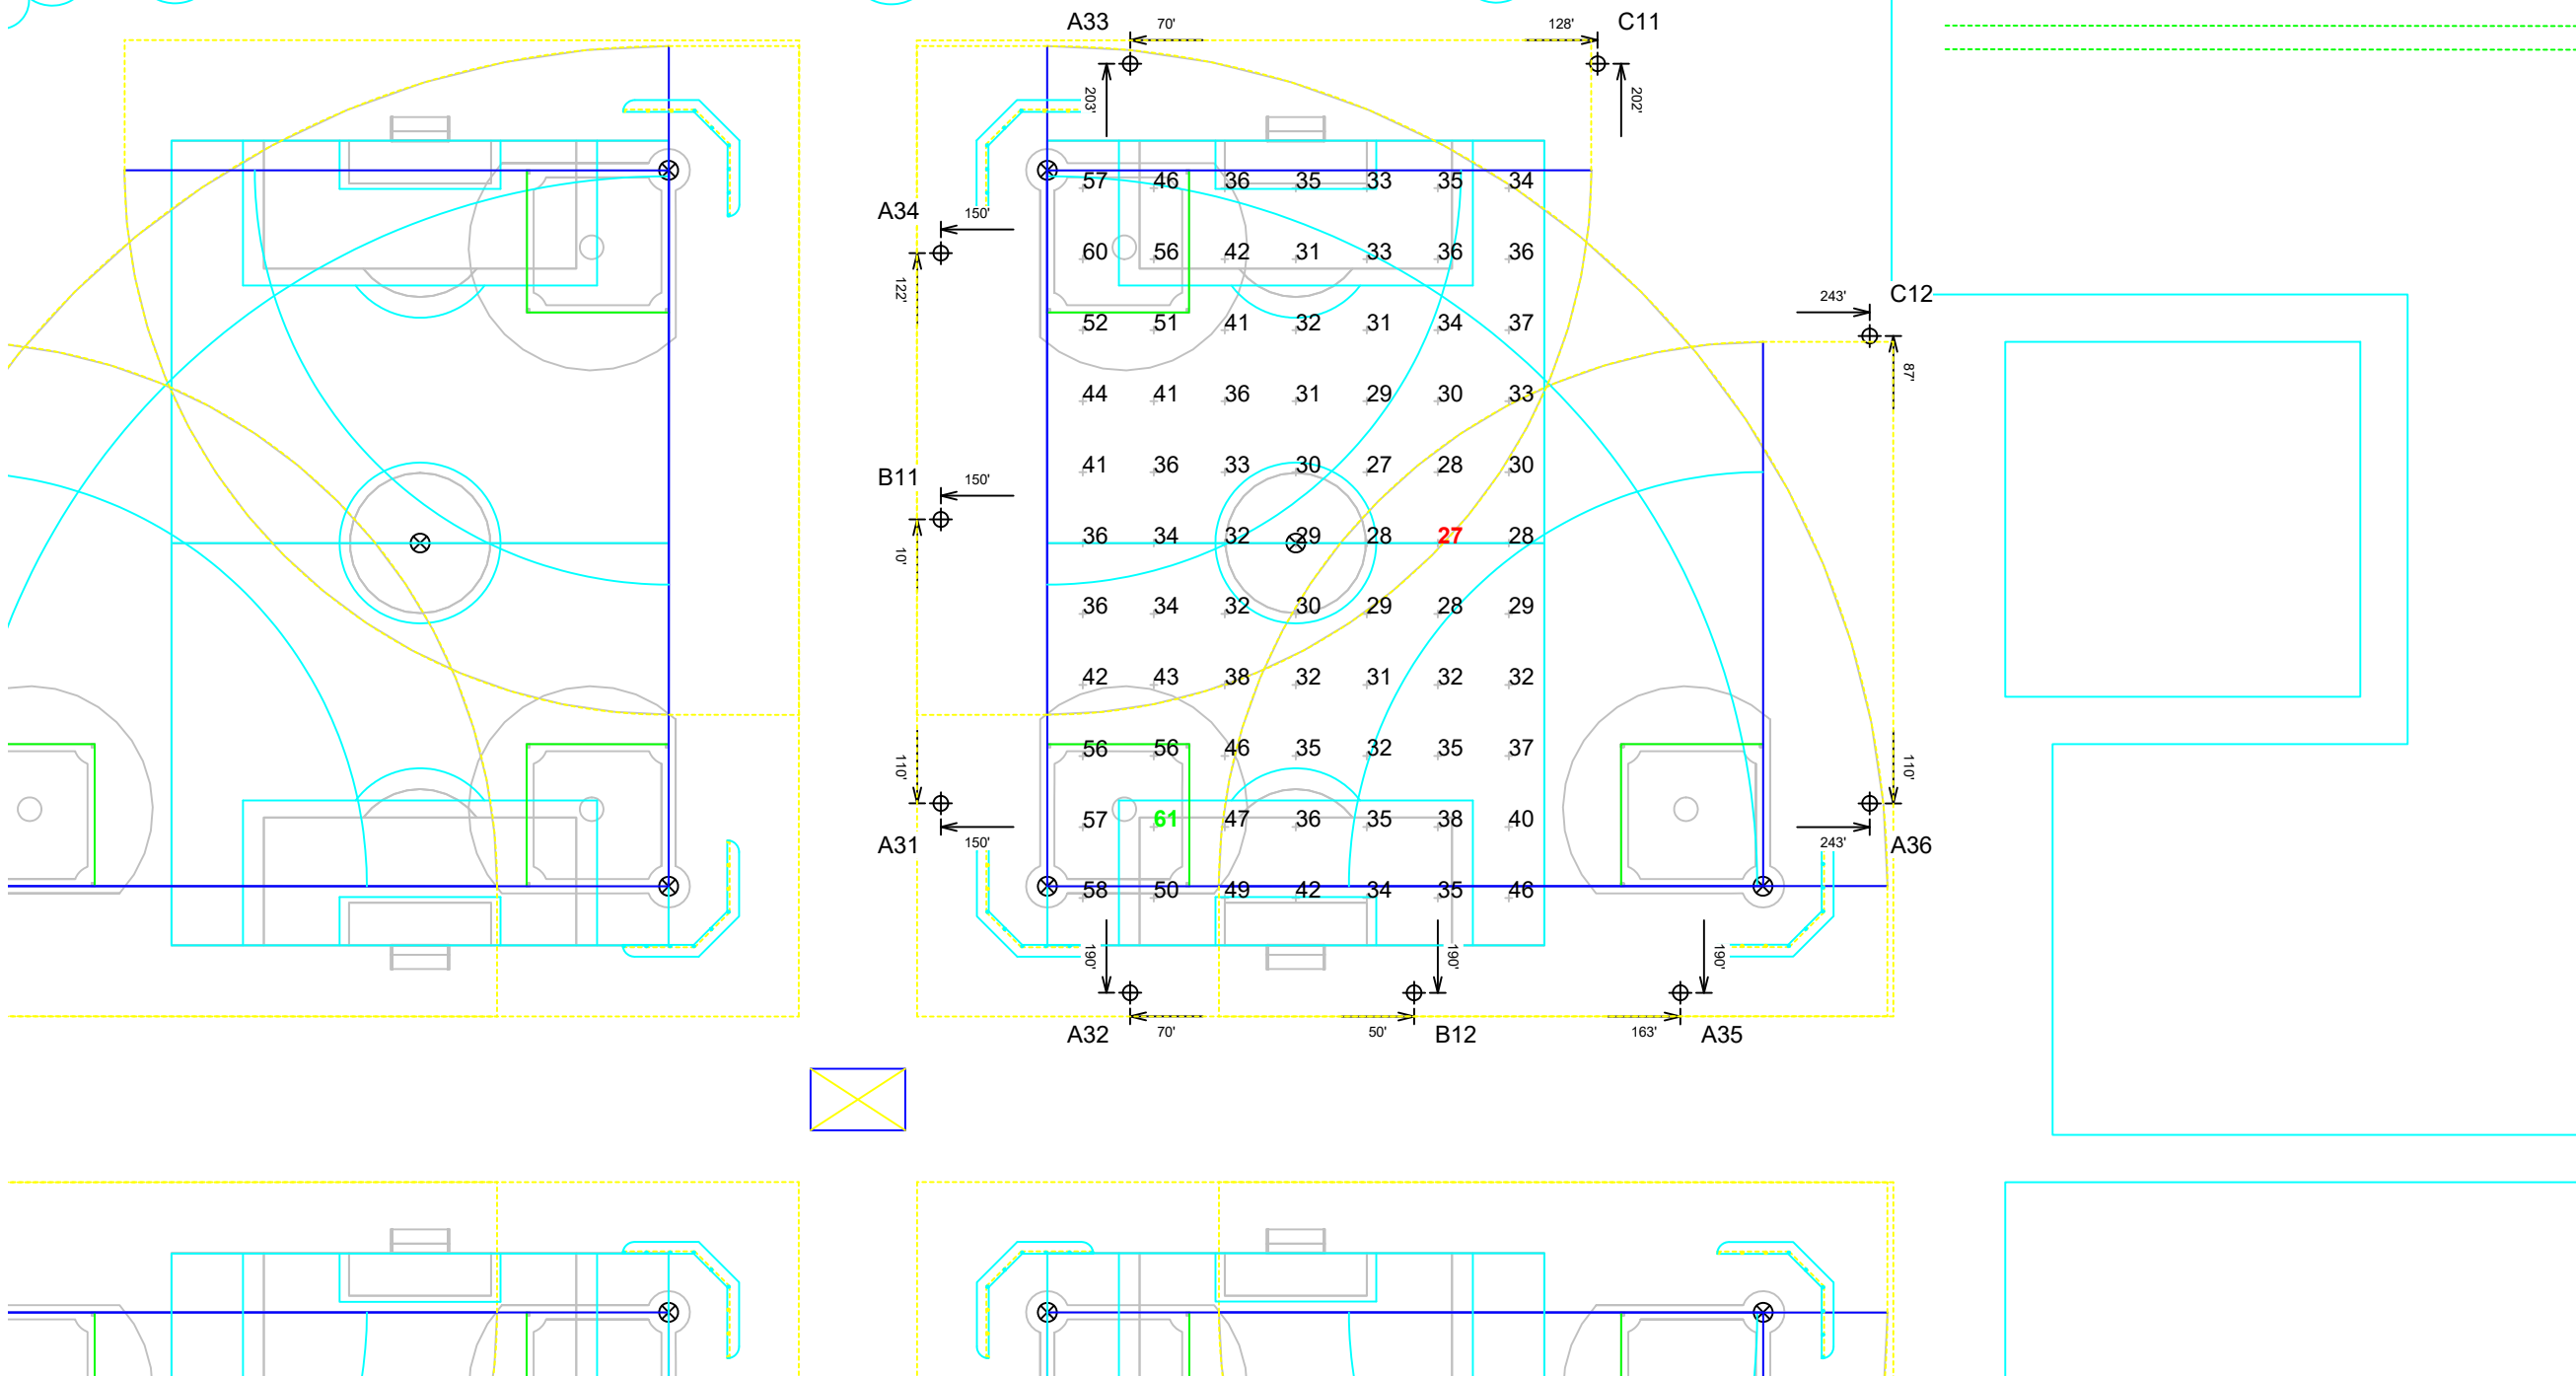 A33 70' 128' C11
203' 202'
57 46 36 35 33 35 34
A34 150'
60 56 42 31 33 36 36
122'
243' C12
52 51 41 32 31 34 37
87'
44 41 36 31 29 30 33
41 36 33 30 27 28 30
B11 150'
36 34 32 29 28 27 28
10'
36 34 32 30 29 28 29
42 43 38 32 31 32 32
56 56 46 35 32 35 37
110' 110'
57 61 47 36 35 38 40
A31 150' 243' A36
58 50 49 42 34 35 46
190' 190' 190'
A32 70' 50' B12 163' A35